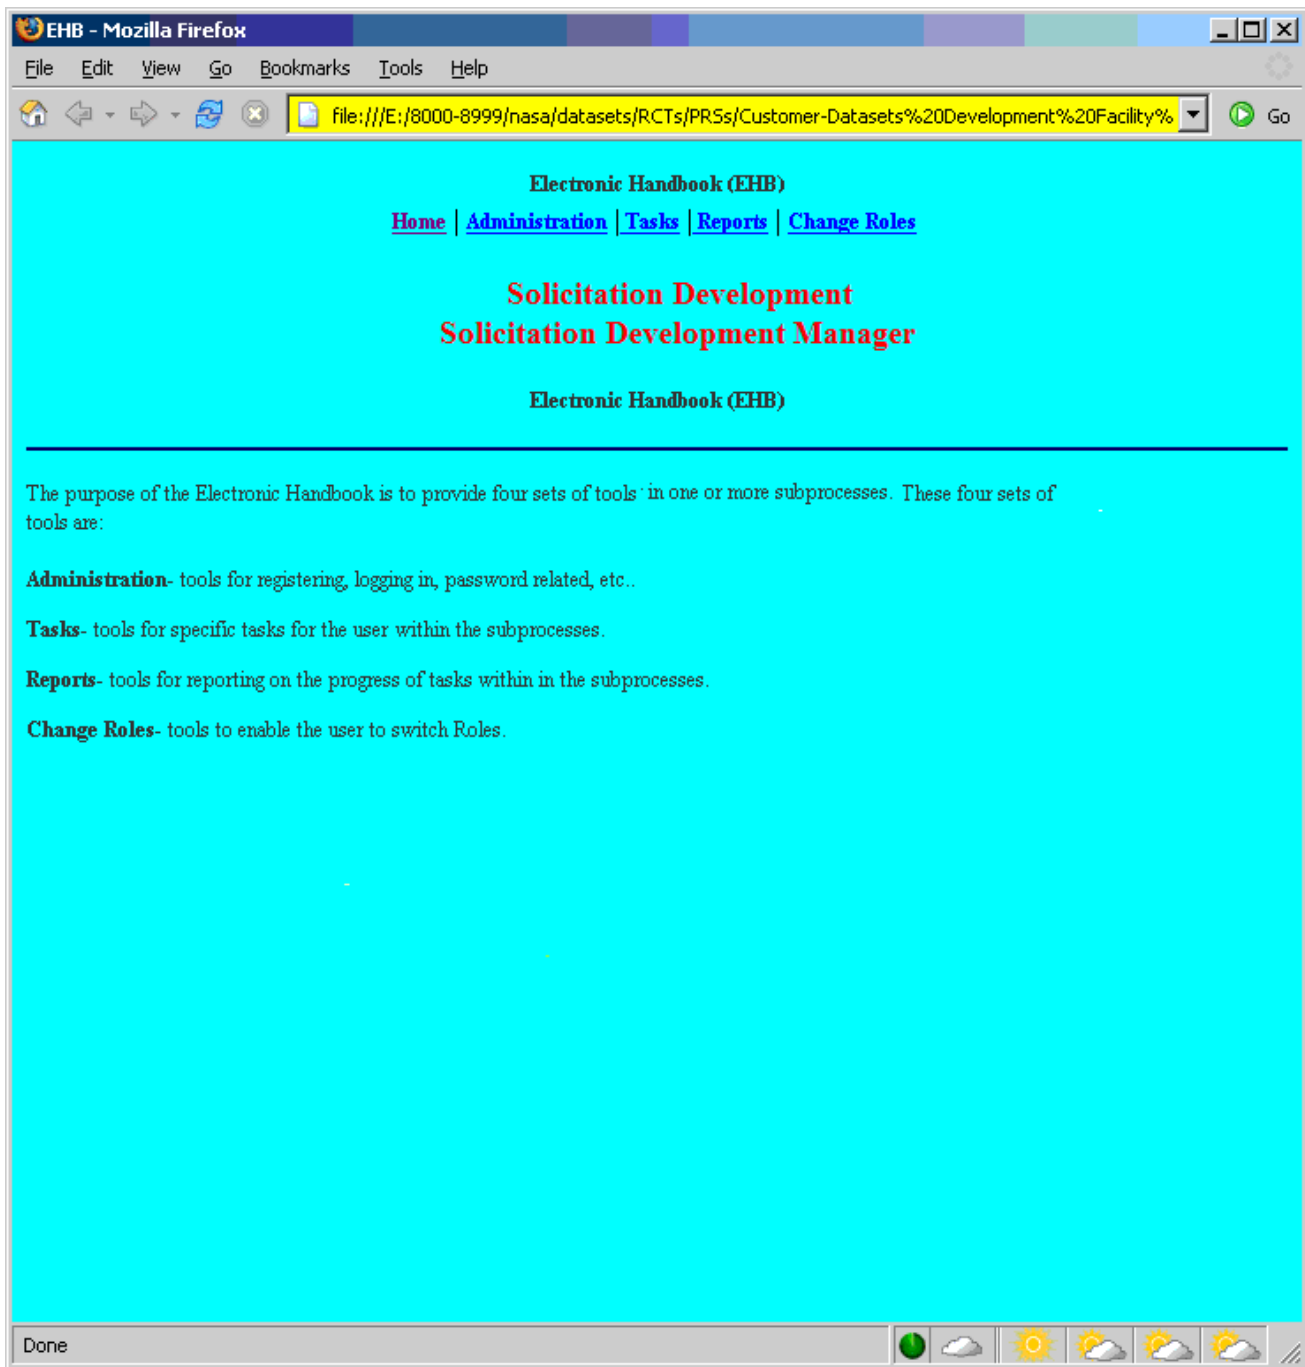 EHB - Mozilla Firefox
File Edit View Go Bookmarks Tools Help
file:///E:/8000-8999/nasa/datasets/RCTs/PRSs/Customer-Datasets%20Development%20Facility% Go
Electronic Handbook (EHB)
Home | Administration | Tasks | Reports | Change Roles
Solicitation Development
Solicitation Development Manager
Electronic Handbook (EHB)
The purpose of the Electronic Handbook is to provide four sets of tools in one or more subprocesses. These four sets of
tools are:
Administration- tools for registering, logging in, password related, etc..
Tasks- tools for specific tasks for the user within the subprocesses.
Reports- tools for reporting on the progress of tasks within in the subprocesses.
Change Roles- tools to enable the user to switch Roles.
Done